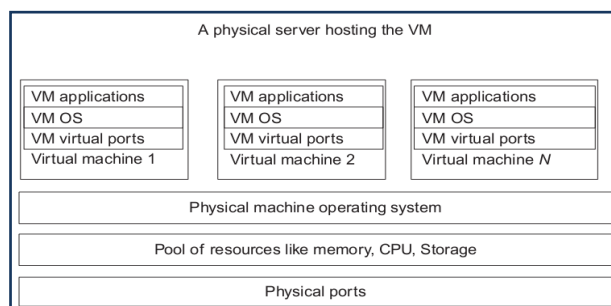 A physical server hosting the VM
VM applications
VM OS
VM virtual ports
Virtual machine 1
VM applications
VM OS
VM virtual ports
Virtual machine 2
VM applications
VM OS
VM virtual ports
Virtual machine N
Physical machine operating system
Pool of resources like memory, CPU, Storage
Physical ports